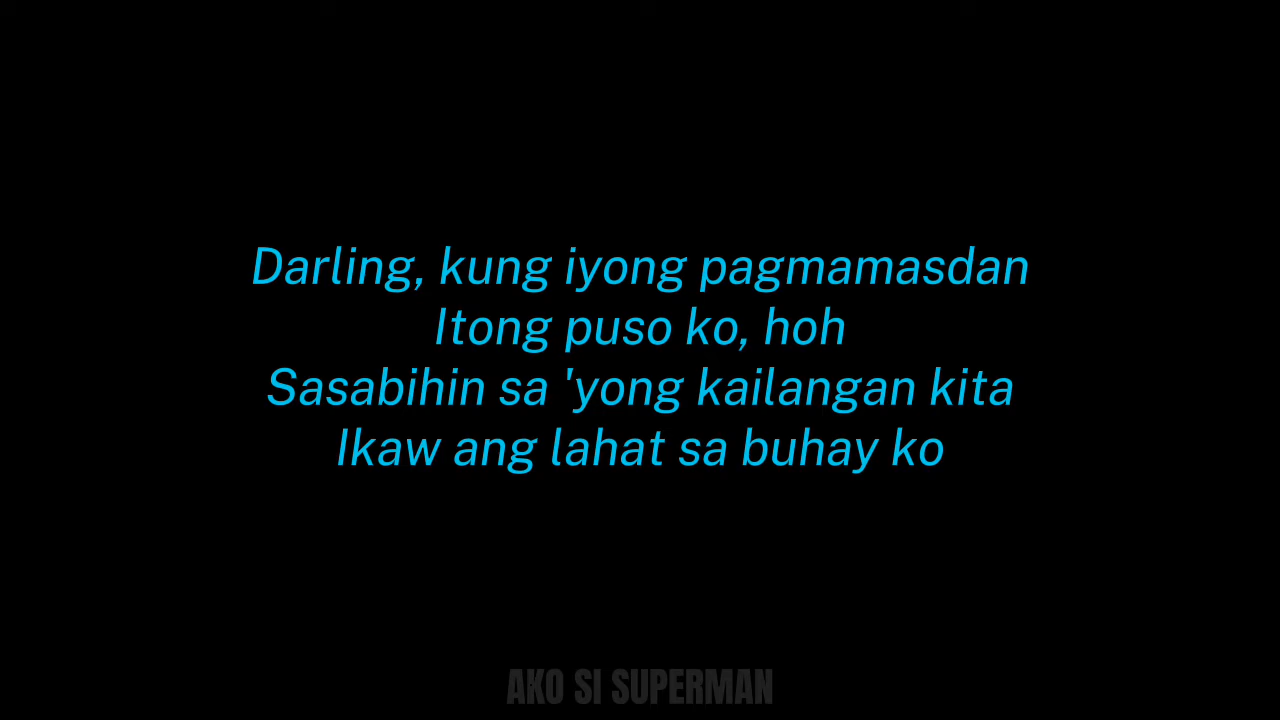 Darling, kung iyong pagmamasdan
Itong puso ko, hoh
Sasabihin sa 'yong kailangan kita
Ikaw ang lahat sa buhay ko
AKO SI SUPERMAN